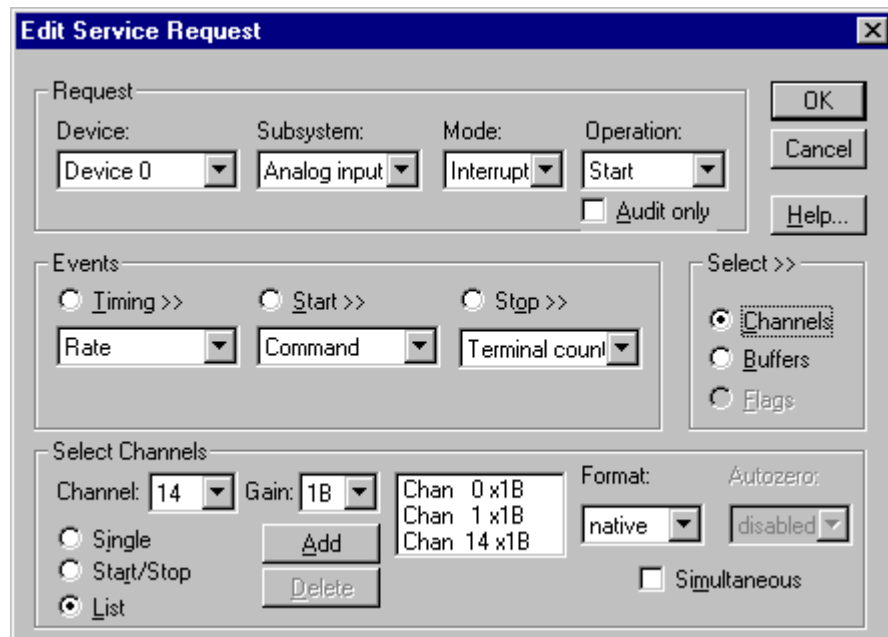 Edit Service Request
Request
OK
Device: Subsystem: Mode: Operation:
Device 0 Analog input Interrupt Start
Cancel
Audit only
Help...
Events
Select >>
Timing >> Start >> Stop >>
Rate Command Terminal count
Channels
Buffers
Flags
Select Channels
Channel: 14 Gain: 1B
Chan 0 x1B
Chan 1 x1B
Chan 14 x1B
Format: Autozero:
native disabled
Single
Start/Stop
List
Add
Delete
Simultaneous